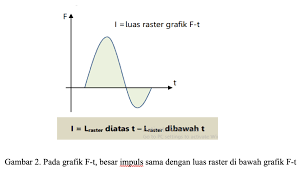 F
I =luas raster grafik F-t
t
I = Lraster diatas t – Lraster dibawah t
Gambar 2. Pada grafik F-t, besar impuls sama dengan luas raster di bawah grafik F-t